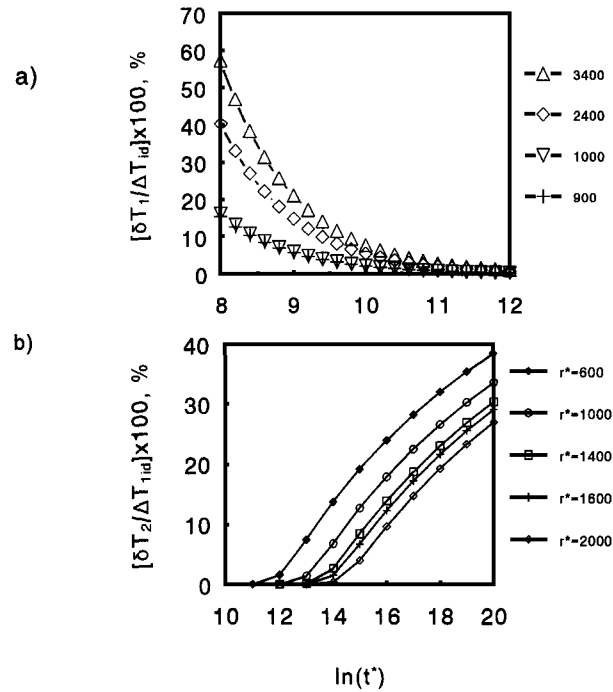 a)
[δT₁/ΔT_id]x100, %
70
60
50
40
30
20
10
0
8
9
10
11
12
3400
2400
1000
900
b)
[δT₂/ΔT_1id]x100, %
40
30
20
10
0
10
12
14
16
18
20
ln(t*)
r*=600
r*=1000
r*=1400
r*=1600
r*=2000